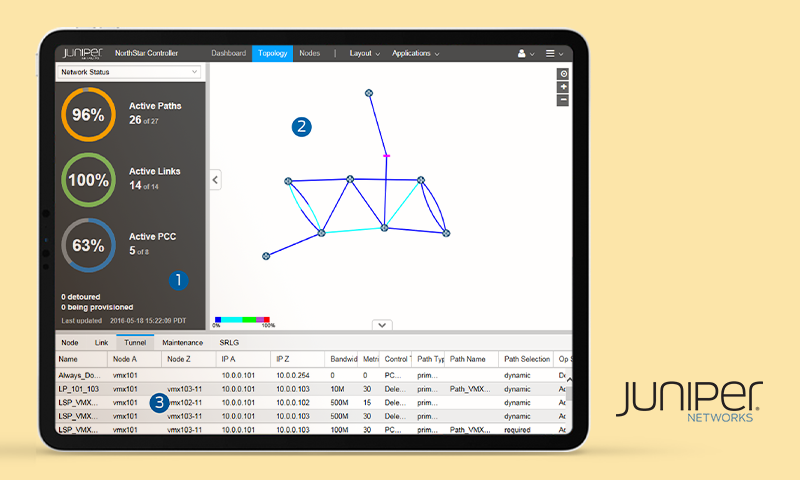 JUNIPER NETWORKS NorthStar Controller Dashboard Topology Nodes | Layout Applications
Network Status
96% Active Paths
26 of 27
100% Active Links
14 of 14
63% Active PCC
5 of 8
1
0 detoured
0 being provisioned
Last updated 2016-05-18 15:22:09 PDT
2
0% 100%
Node Link Tunnel Maintenance SRLG
Name Node A Node Z IP A IP Z Bandwid Metri Control T Path Typ Path Name Path Selection Op S
Always_Do... vmx101 10.0.0.101 10.0.0.254 0 0 PC... prim... dynamic
LP_101_103 vmx101 vmx103-11 10.0.0.101 10.0.0.103 10M 30 Dele... prim... Path_VMX... dynamic
LSP_VMX... vmx101 vmx102-11 10.0.0.101 10.0.0.102 500M 15 Dele... prim... dynamic
3
LSP_VMX... vmx101 vmx103-11 10.0.0.101 10.0.0.103 500M 30 Dele... prim... dynamic
LSP_VMX... vmx101 vmx103-11 10.0.0.101 10.0.0.103 100M 30 PC... prim... Path_VMX... required
JUNIPER
NETWORKS